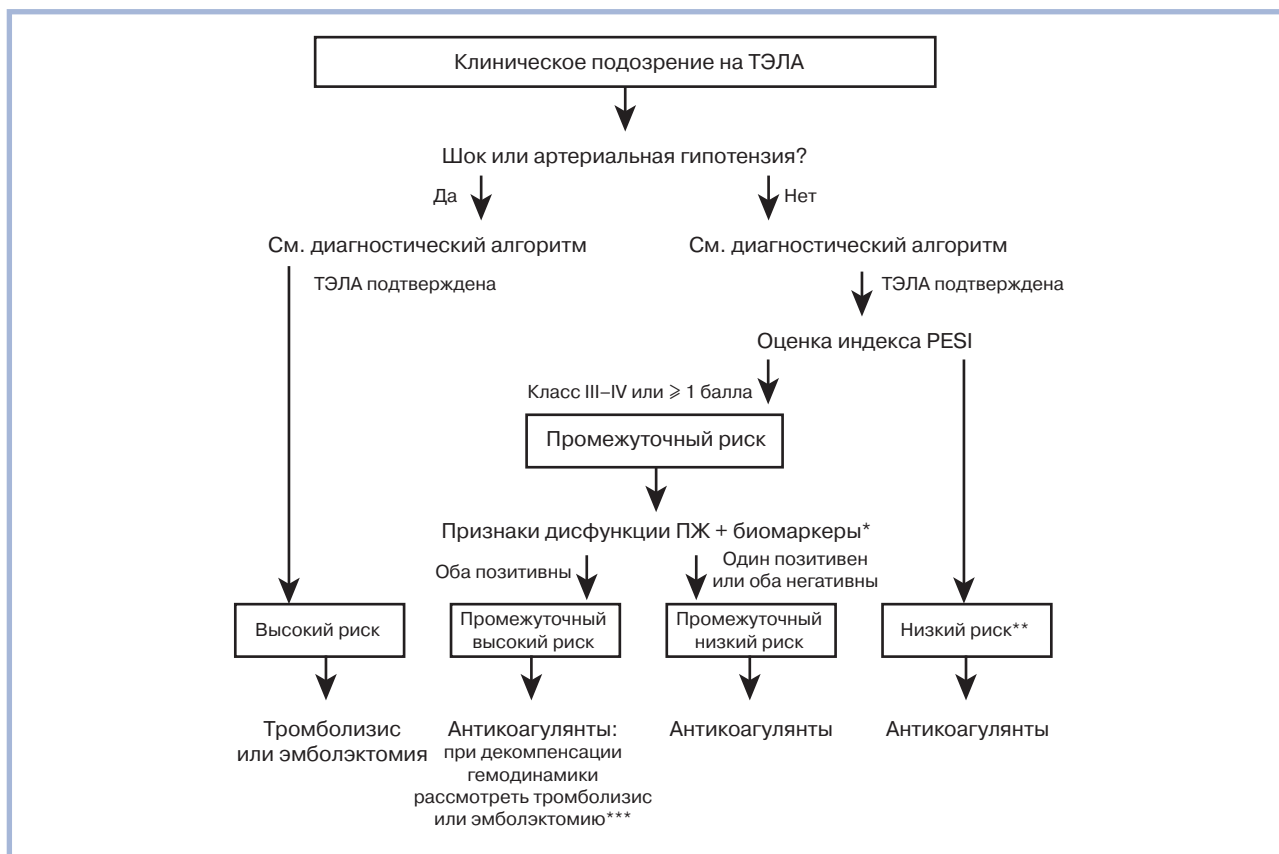 Клиническое подозрение на ТЭЛА
Шок или артериальная гипотензия?
Да
Нет
См. диагностический алгоритм
См. диагностический алгоритм
ТЭЛА подтверждена
ТЭЛА подтверждена
Оценка индекса PESI
Класс III–IV или ⩾ 1 балла
Промежуточный риск
Признаки дисфункции ПЖ + биомаркеры*
Оба позитивны
Один позитивен
или оба негативны
Высокий риск
Промежуточный
высокий риск
Промежуточный
низкий риск
Низкий риск**
Тромболизис
или эмболэктомия
Антикоагулянты:
при декомпенсации
гемодинамики
рассмотреть тромболизис
или эмболэктомию***
Антикоагулянты
Антикоагулянты